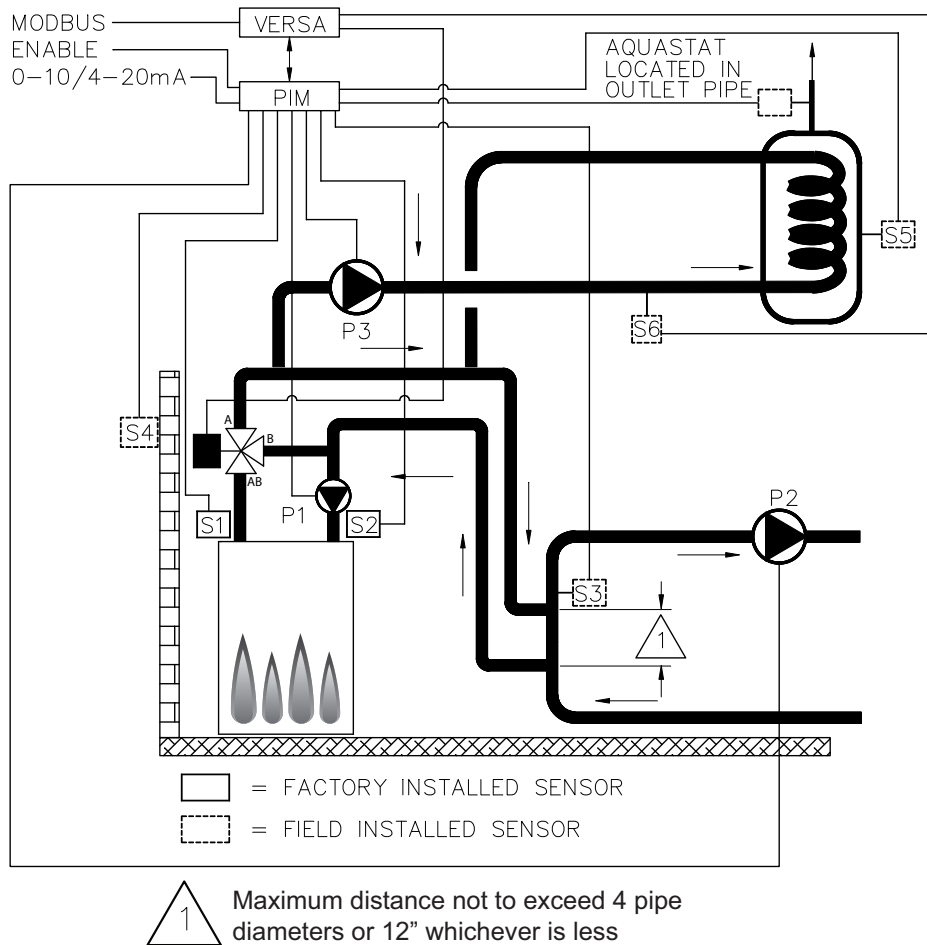 MODBUS
VERSA
ENABLE
0-10/4-20mA
PIM
AQUASTAT
LOCATED IN
OUTLET PIPE
S5
P3
S6
S4
A
B
AB
S1
P1
S2
P2
S3
1
= FACTORY INSTALLED SENSOR
= FIELD INSTALLED SENSOR
1
Maximum distance not to exceed 4 pipe
diameters or 12” whichever is less